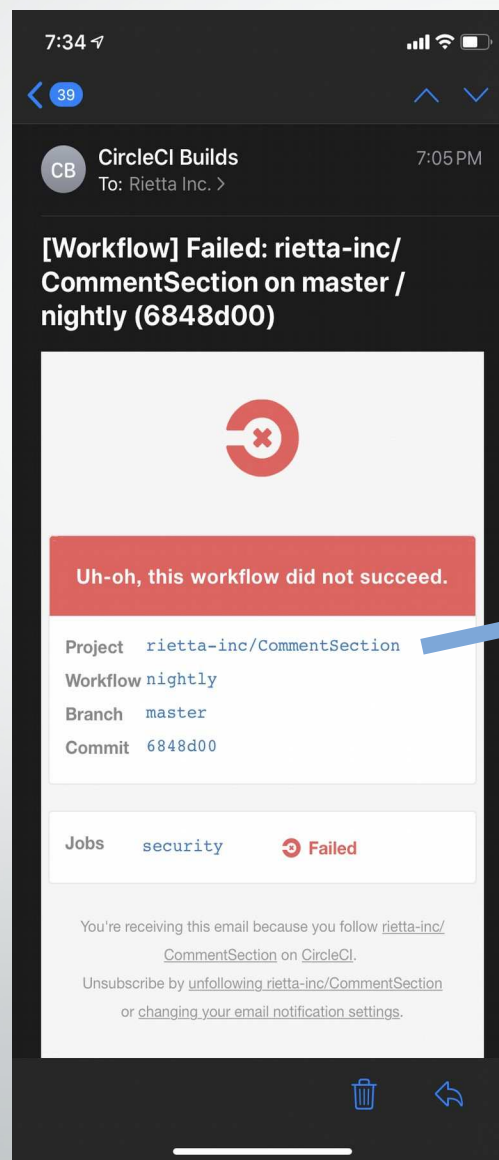 7:34
39
CB
CircleCI Builds
7:05 PM
To: Rietta Inc. >
[Workflow] Failed: rietta-inc/
CommentSection on master /
nightly (6848d00)
Uh-oh, this workflow did not succeed.
Project rietta-inc/CommentSection
Workflow nightly
Branch master
Commit 6848d00
Jobs security Failed
You're receiving this email because you follow rietta-inc/
CommentSection on CircleCI.
Unsubscribe by unfollowing rietta-inc/CommentSection
or changing your email notification settings.